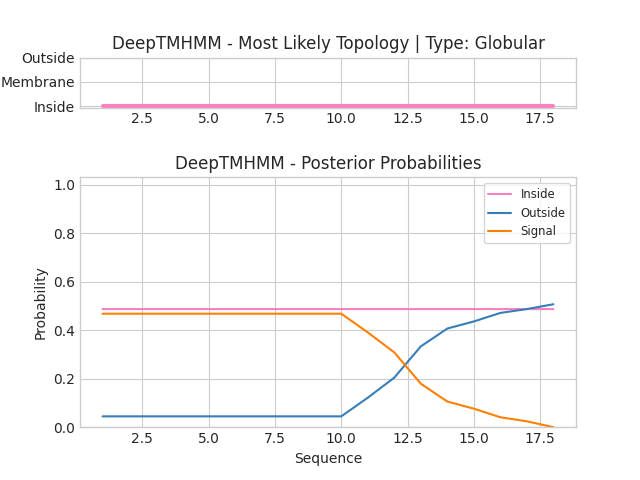 DeepTMHMM - Most Likely Topology | Type: Globular
Outside
Membrane
Inside
2.5 5.0 7.5 10.0 12.5 15.0 17.5
DeepTMHMM - Posterior Probabilities
1.0
0.8
0.6
0.4
0.2
0.0
Probability
Inside
Outside
Signal
2.5 5.0 7.5 10.0 12.5 15.0 17.5
Sequence